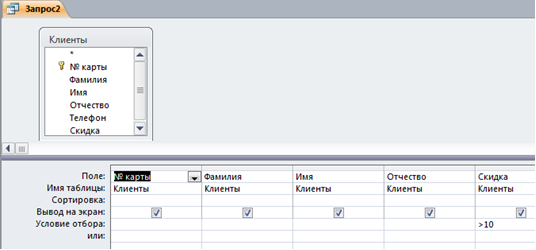 Запрос2
Клиенты
*
№ карты
Фамилия
Имя
Отчество
Телефон
Скидка
Поле: № карты Фамилия Имя Отчество Скидка
Имя таблицы: Клиенты Клиенты Клиенты Клиенты Клиенты
Сортировка:
Вывод на экран:
Условие отбора: >10
или: